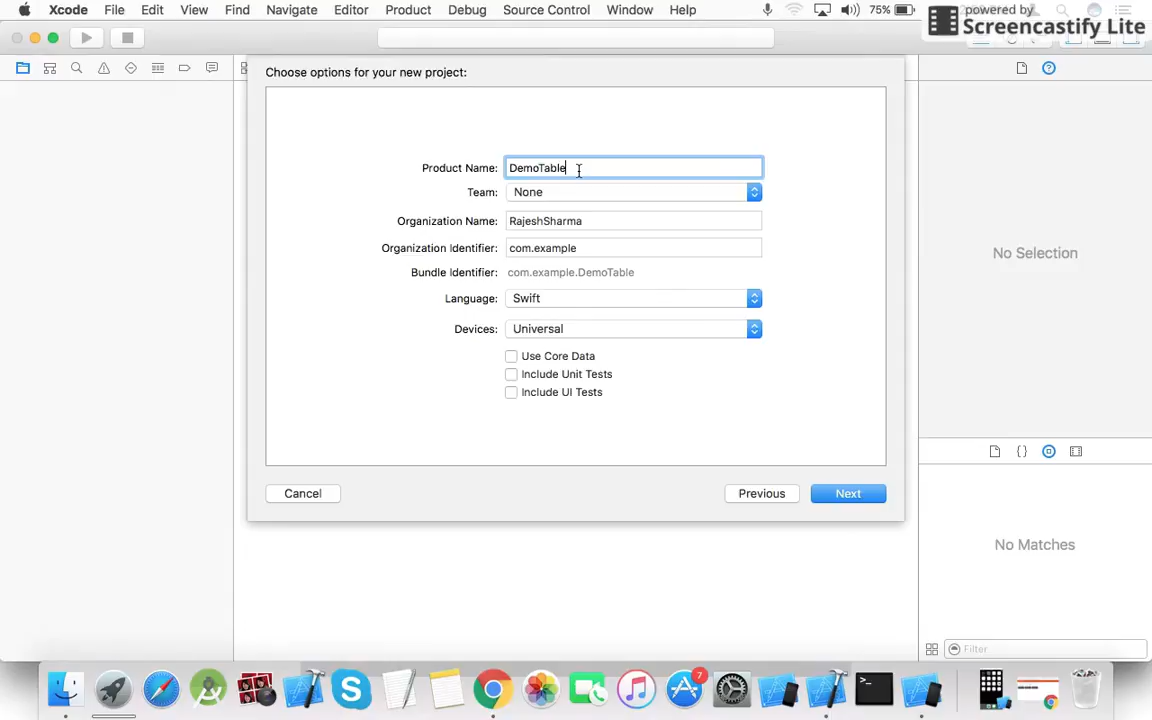 Xcode File Edit View Find Navigate Editor Product Debug Source Control Window Help 75%
powered by
Screencastify Lite
Choose options for your new project:
Product Name: DemoTable
Team: None
Organization Name: RajeshSharma
Organization Identifier: com.example
Bundle Identifier: com.example.DemoTable
Language: Swift
Devices: Universal
Use Core Data
Include Unit Tests
Include UI Tests
Cancel Previous Next
No Selection
No Matches
Filter
7